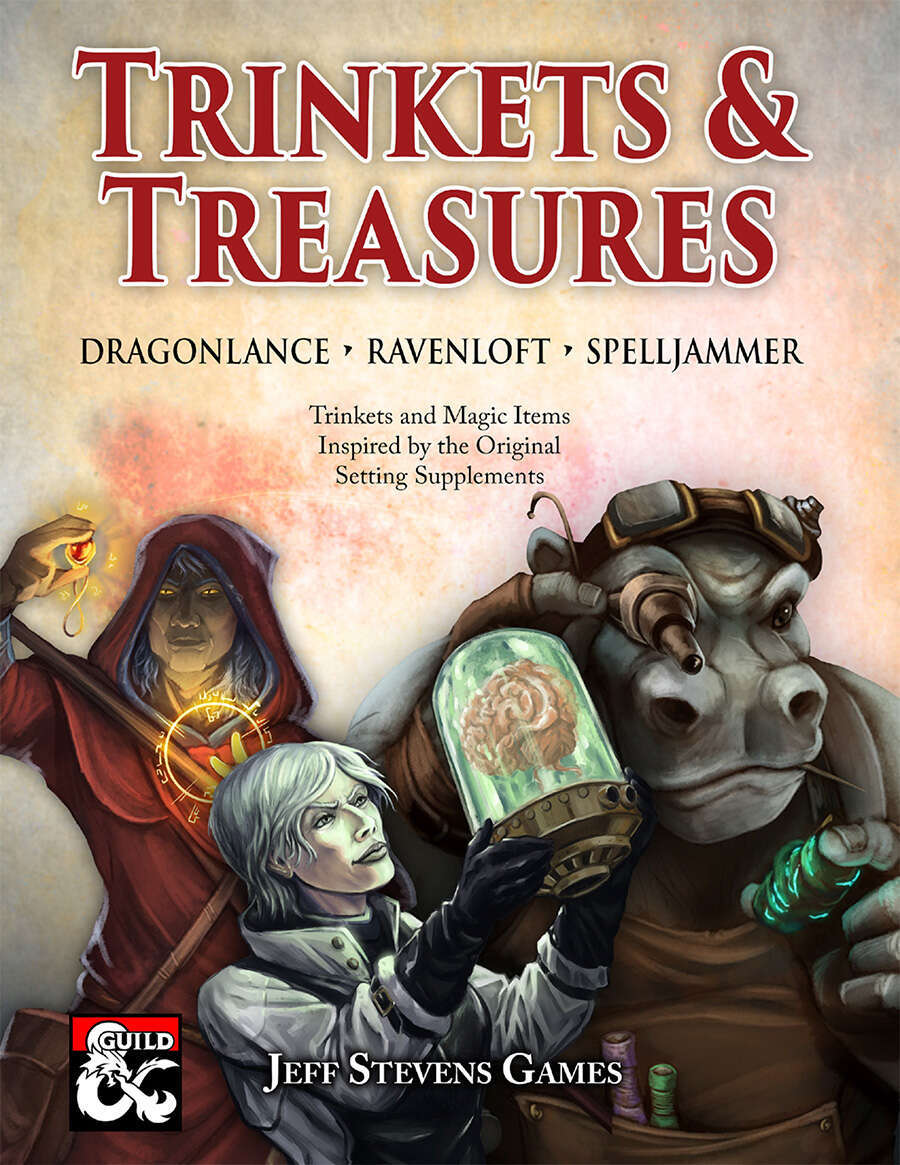 TRINKETS &
TREASURES
DRAGONLANCE • RAVENLOFT • SPELLJAMMER
Trinkets and Magic Items
Inspired by the Original
Setting Supplements
GUILD
JEFF STEVENS GAMES